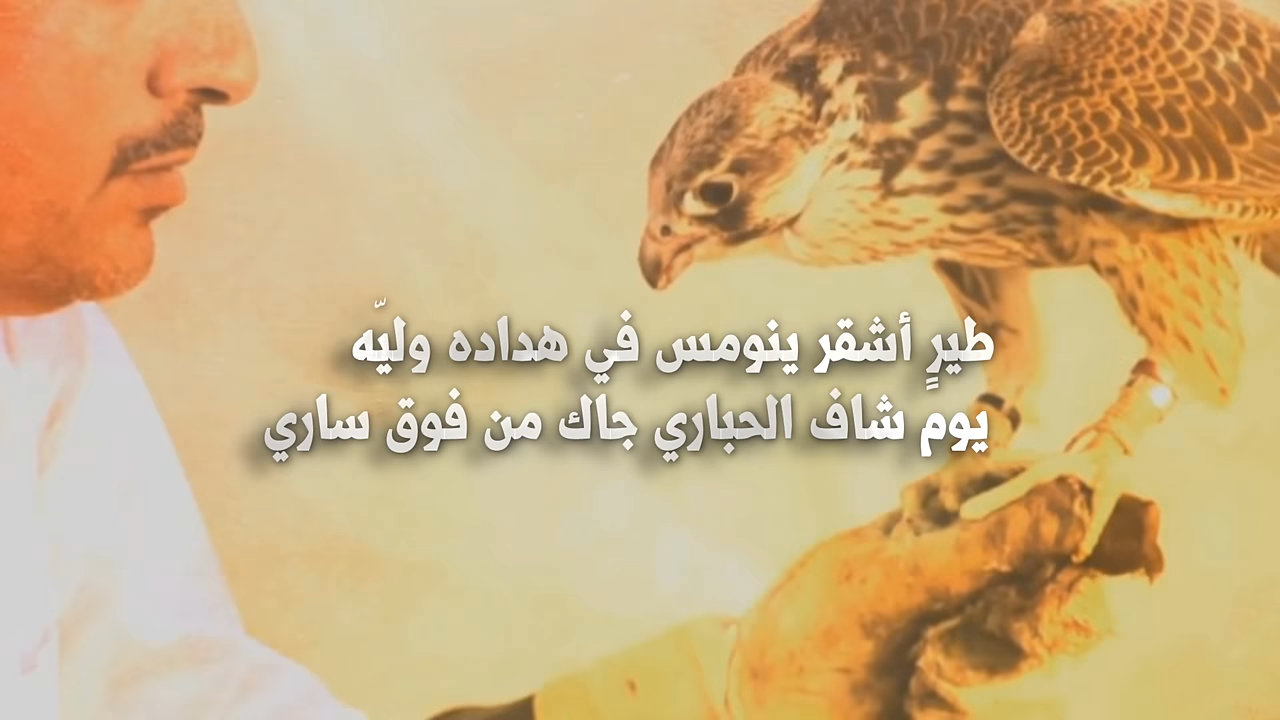 طيرٍ أشقر ينومس في هداده وليّه
يوم شاف الحباري جاك من فوق ساري